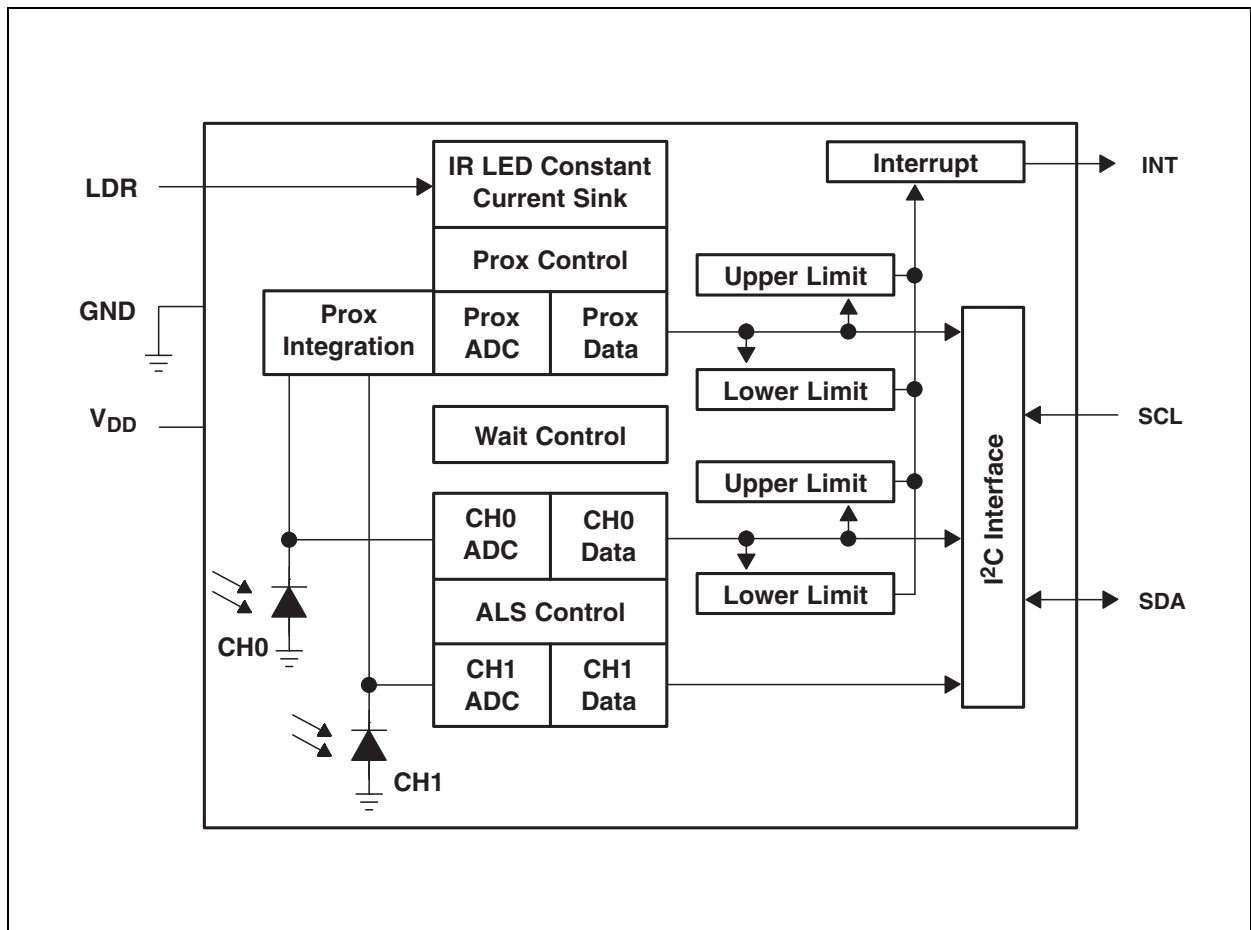 IR LED Constant
Current Sink
Interrupt
INT
LDR
Prox Control
Upper Limit
GND
Prox
Integration
Prox
ADC
Prox
Data
Lower Limit
VDD
Wait Control
SCL
Upper Limit
CH0
ADC
CH0
Data
I2C Interface
Lower Limit
SDA
ALS Control
CH0
CH1
ADC
CH1
Data
CH1